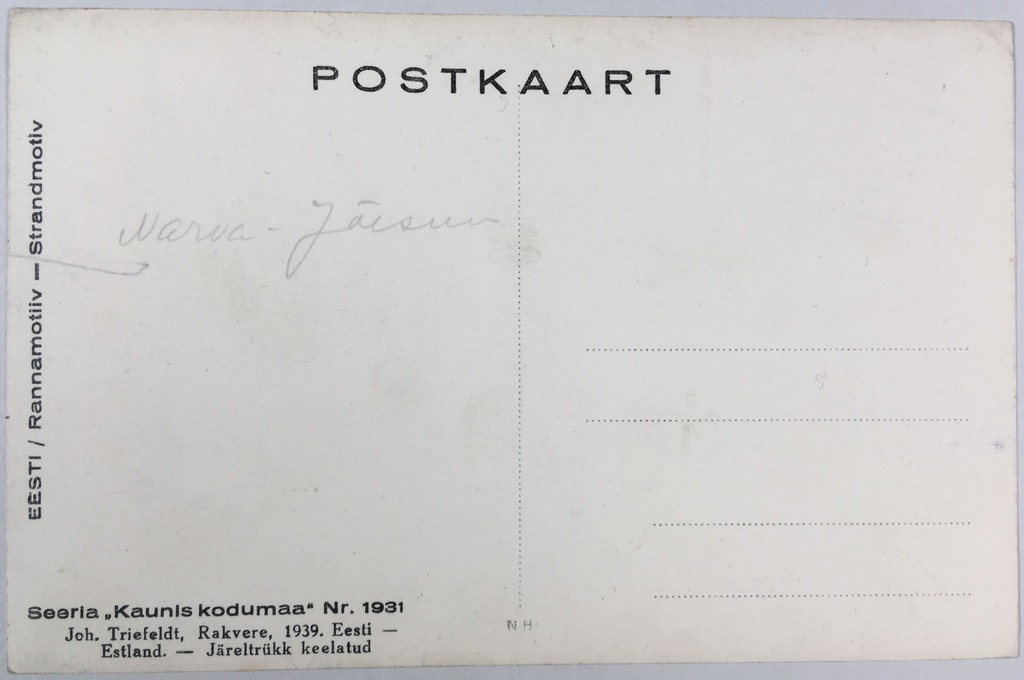 POSTKAART
EESTI / Rannamotiiv — Strandmotiv
Narva-Jõesuu
Seeria „Kaunis kodumaa“ Nr. 1931
Joh. Triefeldt, Rakvere, 1939. Eesti —
Estland. — Järeltrükk keelatud
NH